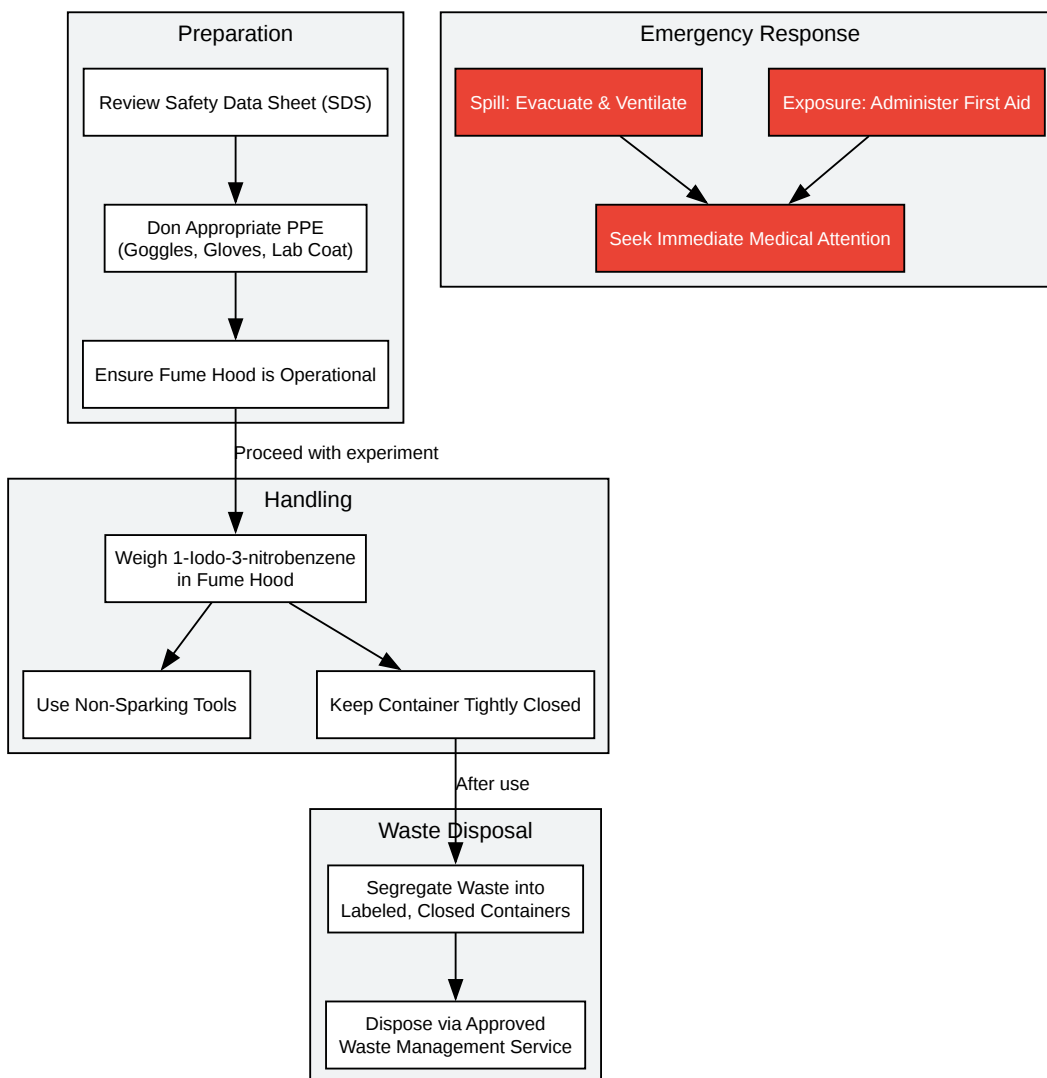 Preparation
Review Safety Data Sheet (SDS)
Don Appropriate PPE
(Goggles, Gloves, Lab Coat)
Ensure Fume Hood is Operational
Emergency Response
Spill: Evacuate & Ventilate
Exposure: Administer First Aid
Seek Immediate Medical Attention
Proceed with experiment
Handling
Weigh 1-Iodo-3-nitrobenzene
in Fume Hood
Use Non-Sparking Tools
Keep Container Tightly Closed
After use
Waste Disposal
Segregate Waste into
Labeled, Closed Containers
Dispose via Approved
Waste Management Service